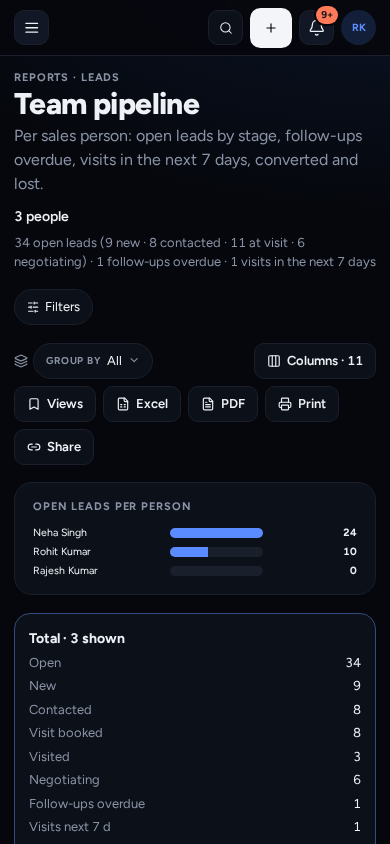 9+
RK
REPORTS · LEADS
Team pipeline
Per sales person: open leads by stage, follow-ups
overdue, visits in the next 7 days, converted and
lost.
3 people
34 open leads (9 new · 8 contacted · 11 at visit · 6
negotiating) · 1 follow-ups overdue · 1 visits in the next 7 days
Filters
GROUP BY All
Columns · 11
Views
Excel
PDF
Print
Share
OPEN LEADS PER PERSON
Neha Singh 24
Rohit Kumar 10
Rajesh Kumar 0
Total · 3 shown
Open 34
New 9
Contacted 8
Visit booked 8
Visited 3
Negotiating 6
Follow-ups overdue 1
Visits next 7 d 1